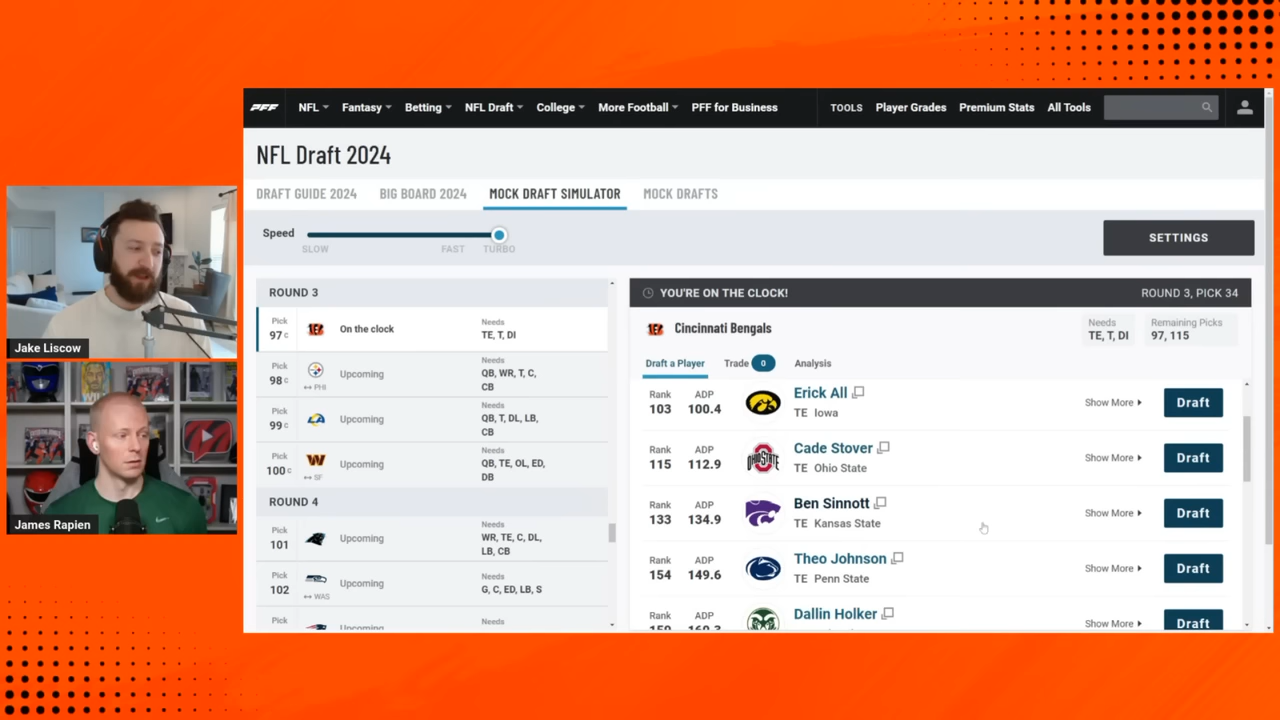 PFF NFL Fantasy Betting NFL Draft College More Football PFF for Business TOOLS Player Grades Premium Stats All Tools
NFL Draft 2024
DRAFT GUIDE 2024 BIG BOARD 2024 MOCK DRAFT SIMULATOR MOCK DRAFTS
Speed
SLOW FAST TURBO
SETTINGS
ROUND 3
Pick
97 c
On the clock
Needs
TE, T, DI
Pick
98 c
↔ PHI
Upcoming
Needs
QB, WR, T, C,
CB
Pick
99 c
Upcoming
Needs
QB, T, DL, LB,
CB
Pick
100 c
↔ SF
Upcoming
Needs
QB, TE, OL, ED,
DB
ROUND 4
Pick
101
Upcoming
Needs
WR, TE, C, DL,
LB, CB
Pick
102
↔ WAS
Upcoming
Needs
G, C, ED, LB, S
Pick
Upcoming
Needs
YOU'RE ON THE CLOCK! ROUND 3, PICK 34
Cincinnati Bengals
Needs
TE, T, DI
Remaining Picks
97, 115
Draft a Player Trade 0 Analysis
Rank
103
ADP
100.4
Erick All
TE Iowa
Show More
Draft
Rank
115
ADP
112.9
OHIO STATE
Cade Stover
TE Ohio State
Show More
Draft
Rank
133
ADP
134.9
Ben Sinnott
TE Kansas State
Show More
Draft
Rank
154
ADP
149.6
Theo Johnson
TE Penn State
Show More
Draft
Rank
ADP
Dallin Holker
Show More
Draft
Jake Liscow
James Rapien